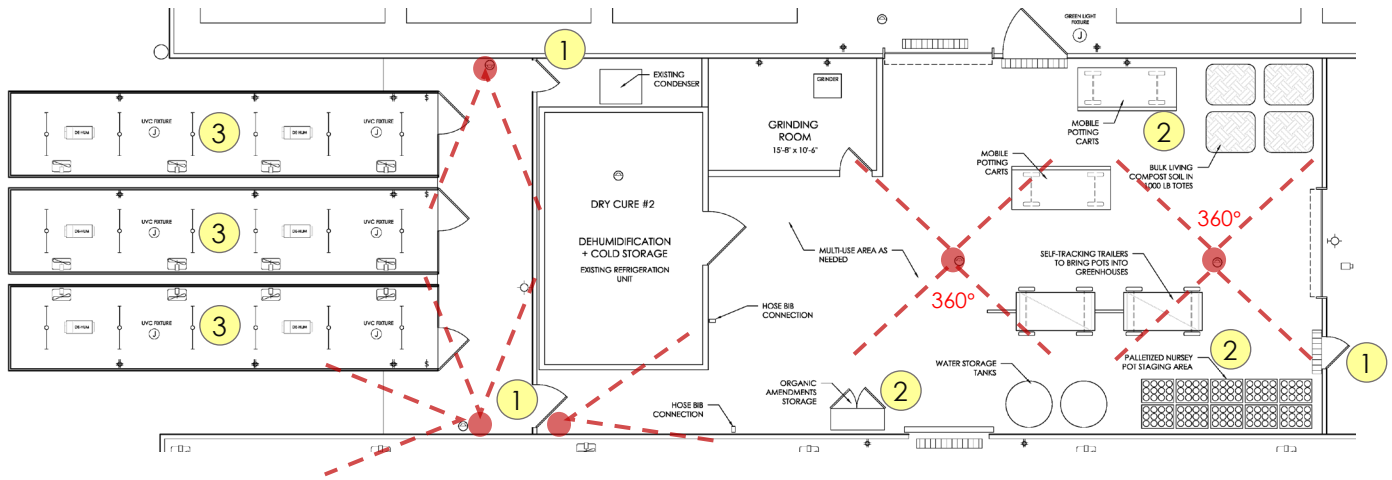 GREEN LIGHT
FIXTURE
J
1
EXISTING
CONDENSER
GRINDER
GRINDING
ROOM
15'-8" x 10'-6"
MOBILE
POTTING
CARTS
2
MOBILE
POTTING
CARTS
BULK LIVING
COMPOST SOIL IN
1000 LB TOTES
$
DE-HUM
UVC FIXTURE
J
3
DE-HUM
UVC FIXTURE
J
$
DE-HUM
UVC FIXTURE
J
3
DE-HUM
UVC FIXTURE
J
DRY CURE #2
DEHUMIDIFICATION
+ COLD STORAGE
EXISTING REFRIGERATION
UNIT
MULTI-USE AREA AS
NEEDED
360°
360°
SELF-TRACKING TRAILERS
TO BRING POTS INTO
GREENHOUSES
HOSE BIB
CONNECTION
DE-HUM
UVC FIXTURE
J
3
DE-HUM
UVC FIXTURE
J
$
WATER STORAGE
TANKS
2
PALLETIZED NURSEY
POT STAGING AREA
1
1
ORGANIC
AMENDMENTS
STORAGE
2
HOSE BIB
CONNECTION